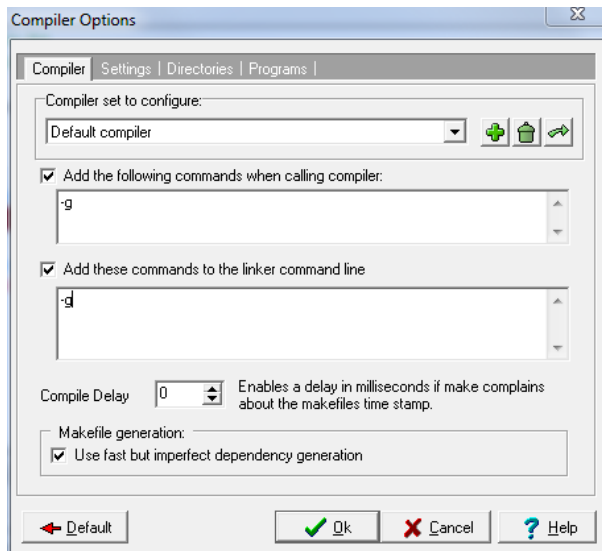 Compiler Options
Compiler | Settings | Directories | Programs |
Compiler set to configure:
Default compiler
Add the following commands when calling compiler:
-g
Add these commands to the linker command line
-g
Compile Delay 0 Enables a delay in milliseconds if make complains
about the makefiles time stamp.
Makefile generation:
Use fast but imperfect dependency generation
Default Ok Cancel ? Help